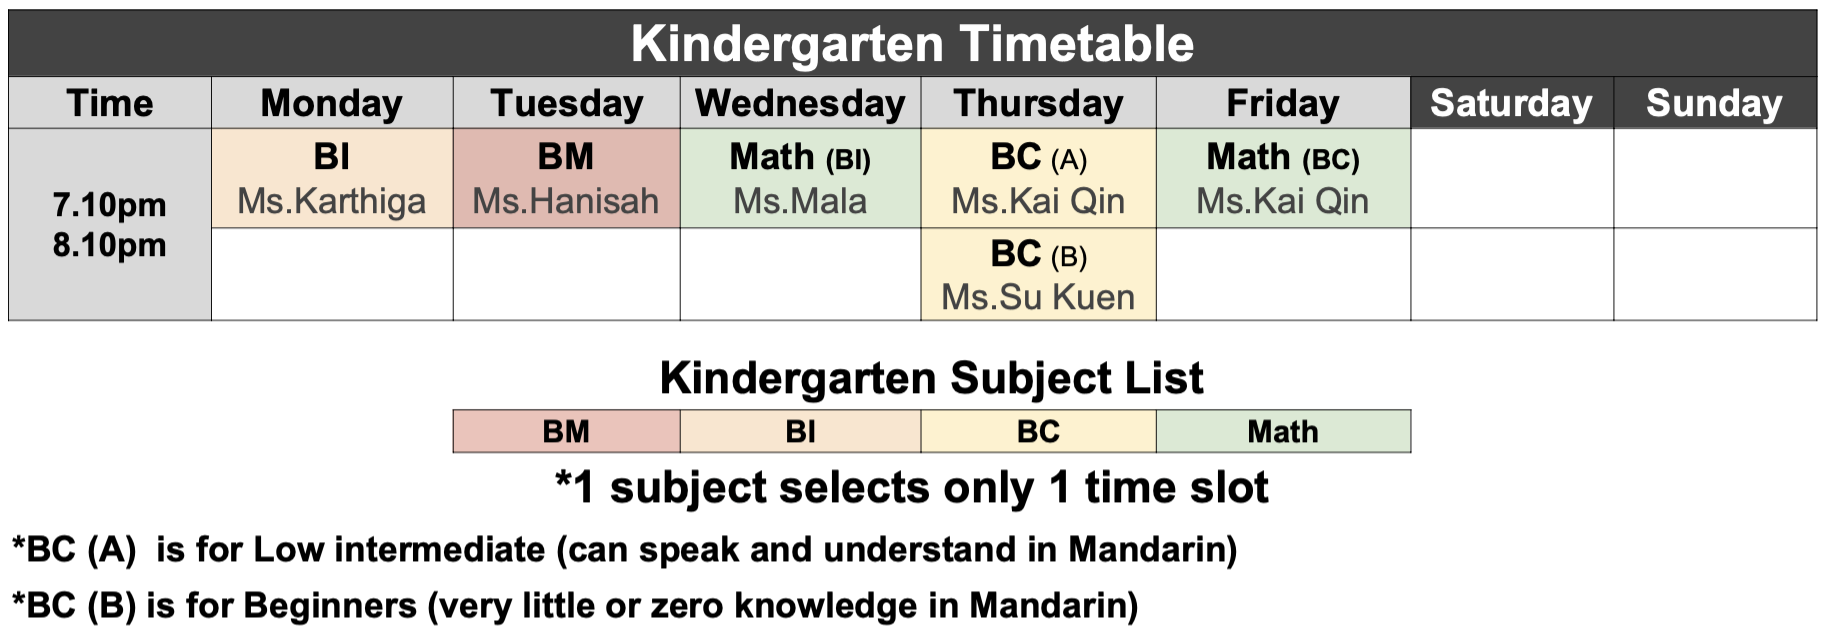 Kindergarten Timetable
Time Monday Tuesday Wednesday Thursday Friday Saturday Sunday
7.10pm
8.10pm
BI
Ms.Karthiga
BM
Ms.Hanisah
Math (BI)
Ms.Mala
BC (A)
Ms.Kai Qin
Math (BC)
Ms.Kai Qin
BC (B)
Ms.Su Kuen
Kindergarten Subject List
BM BI BC Math
*1 subject selects only 1 time slot
*BC (A) is for Low intermediate (can speak and understand in Mandarin)
*BC (B) is for Beginners (very little or zero knowledge in Mandarin)